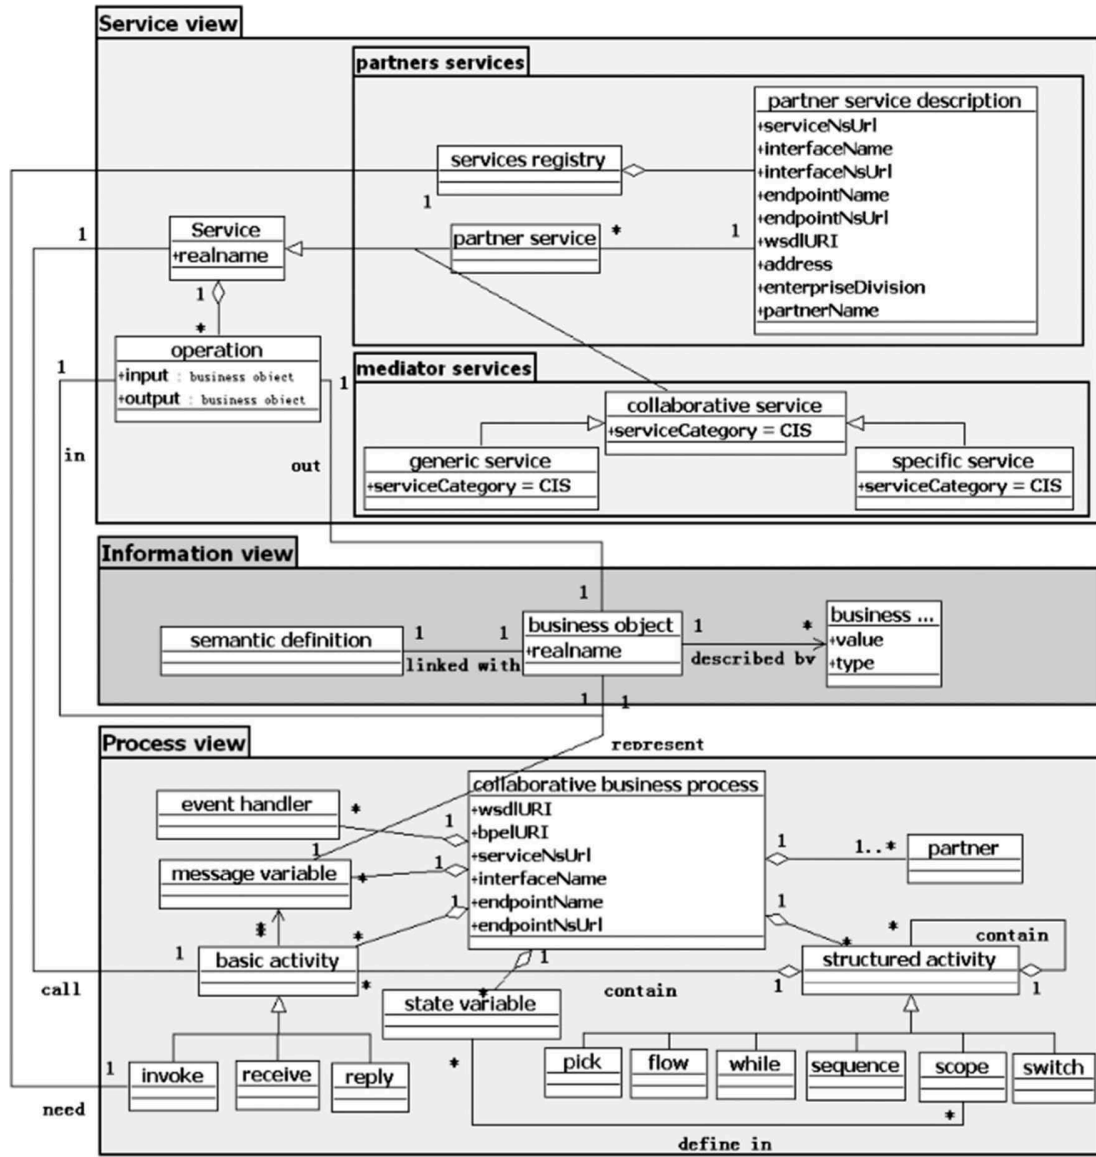 Service view
partners services
partner service description
+serviceNsUrl
+interfaceName
+interfaceNsUrl
+endpointName
+endpointNsUrl
+wsdlURI
+address
+enterpriseDivision
+partnerName
services registry
1
partner service
*
1
1
Service
+realname
1
*
operation
+input : business object
+output : business object
1
1
in
out
mediator services
collaborative service
+serviceCategory = CIS
generic service
+serviceCategory = CIS
specific service
+serviceCategory = CIS
Information view
1
semantic definition
1
1
linked with
business object
+realname
1
*
described by
business ...
+value
+type
1
1
represent
Process view
collaborative business process
+wsdlURI
+bpelURI
+serviceNsUrl
+interfaceName
+endpointName
+endpointNsUrl
event handler
*
1
1
message variable
*
1
1
*
*
*
1
basic activity
*
call
state variable
*
1
*
contain
1
1..*
partner
1
*
*
contain
structured activity
1
1
invoke
receive
reply
1
need
pick
flow
while
sequence
scope
switch
*
define in